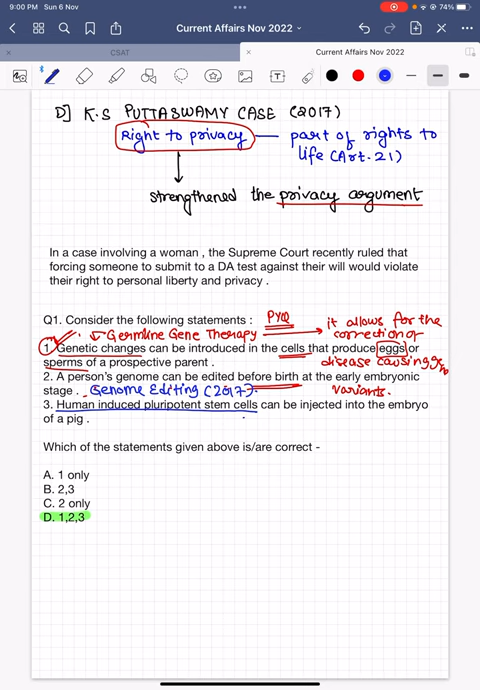 9:00 PM Sun 6 Nov
74%
Current Affairs Nov 2022
CSAT
Current Affairs Nov 2022
D] K.S PUTTASWAMY CASE (2017)
Right to privacy — part of rights to
life (Art. 21)
strengthened the privacy argument
In a case involving a woman , the Supreme Court recently ruled that
forcing someone to submit to a DA test against their will would violate
their right to personal liberty and privacy .
Q1. Consider the following statements : PYQ
it allows for the
Germline Gene Therapy
correction of
1. Genetic changes can be introduced in the cells that produce eggs or
sperms of a prospective parent .
disease causing
2. A person's genome can be edited before birth at the early embryonic
variants.
stage . Genome Editing (2017).
3. Human induced pluripotent stem cells can be injected into the embryo
of a pig .
Which of the statements given above is/are correct -
A. 1 only
B. 2,3
C. 2 only
D. 1,2,3